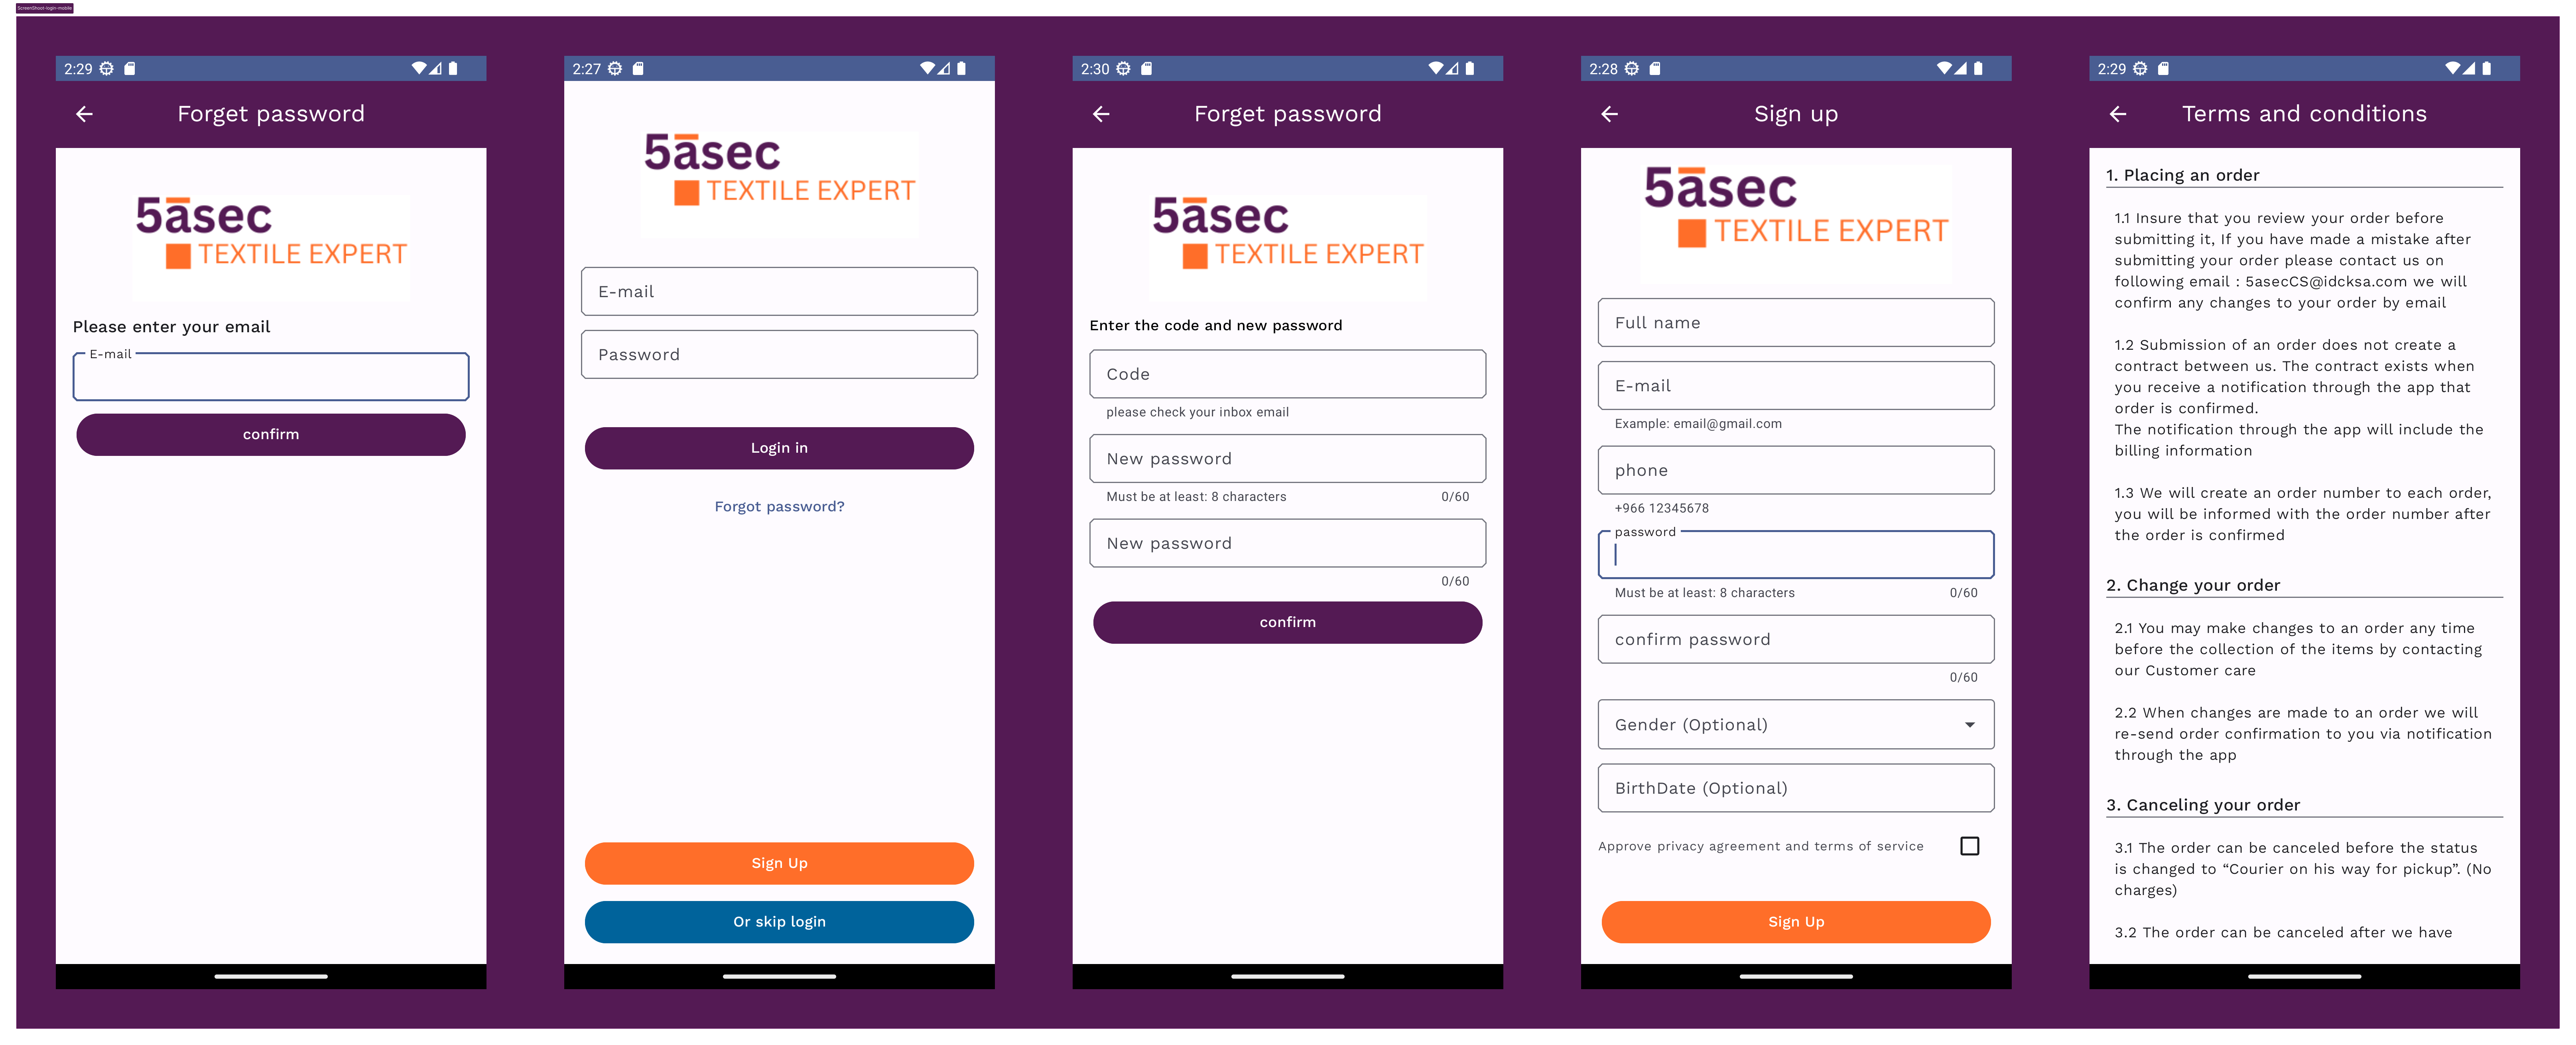 ScreenShoot-login-mobile
2:29
Forget password
5àsec
TEXTILE EXPERT
Please enter your email
E-mail
confirm
2:27
5àsec
TEXTILE EXPERT
E-mail
Password
Login in
Forgot password?
Sign Up
Or skip login
2:30
Forget password
5àsec
TEXTILE EXPERT
Enter the code and new password
Code
please check your inbox email
New password
Must be at least: 8 characters 0/60
New password
0/60
confirm
2:28
Sign up
5àsec
TEXTILE EXPERT
Full name
E-mail
Example: email@gmail.com
phone
+966 12345678
password
Must be at least: 8 characters 0/60
confirm password
0/60
Gender (Optional)
BirthDate (Optional)
Approve privacy agreement and terms of service
Sign Up
2:29
Terms and conditions
1. Placing an order
1.1 Insure that you review your order before
submitting it, If you have made a mistake after
submitting your order please contact us on
following email : 5asecCS@idcksa.com we will
confirm any changes to your order by email
1.2 Submission of an order does not create a
contract between us. The contract exists when
you receive a notification through the app that
order is confirmed.
The notification through the app will include the
billing information
1.3 We will create an order number to each order,
you will be informed with the order number after
the order is confirmed
2. Change your order
2.1 You may make changes to an order any time
before the collection of the items by contacting
our Customer care
2.2 When changes are made to an order we will
re-send order confirmation to you via notification
through the app
3. Canceling your order
3.1 The order can be canceled before the status
is changed to “Courier on his way for pickup”. (No
charges)
3.2 The order can be canceled after we have